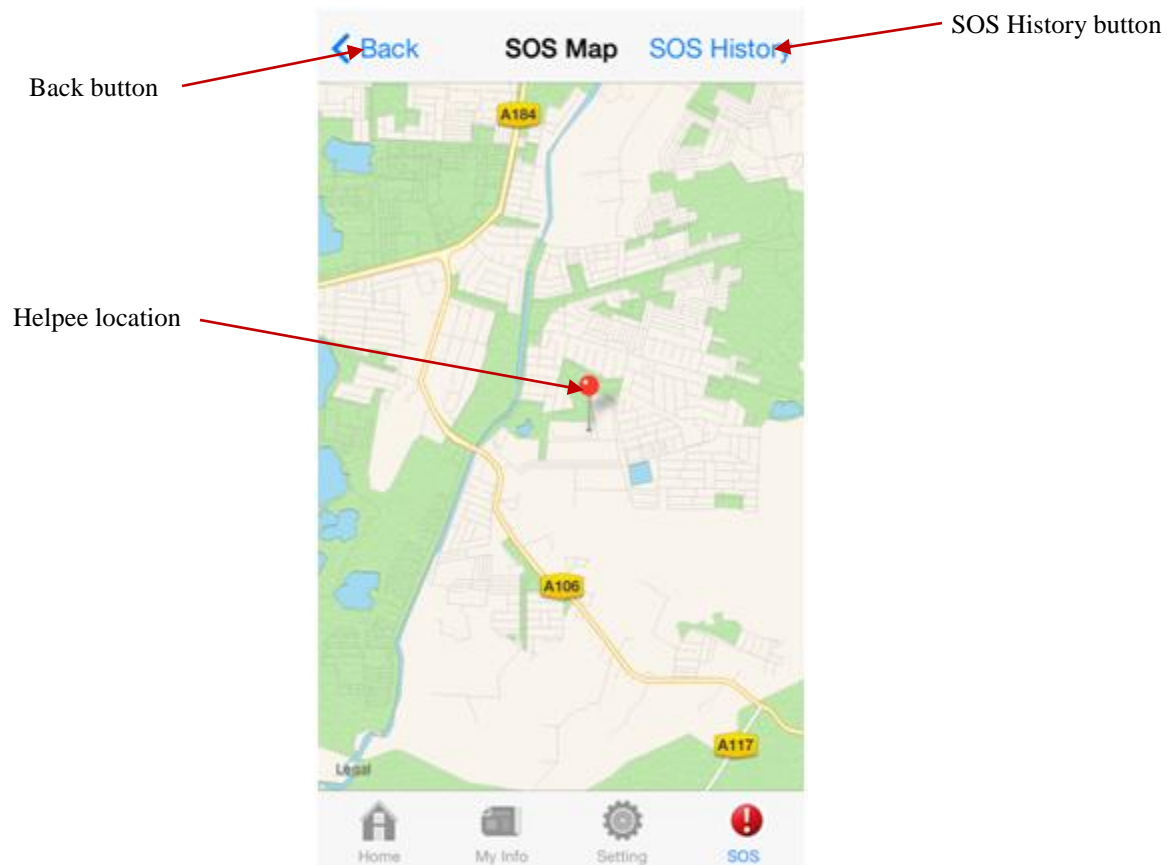 SOS History button
Back SOS Map SOS History
Back button
A184
Helpee location
A106
A117
Legal
Home My Info Setting SOS